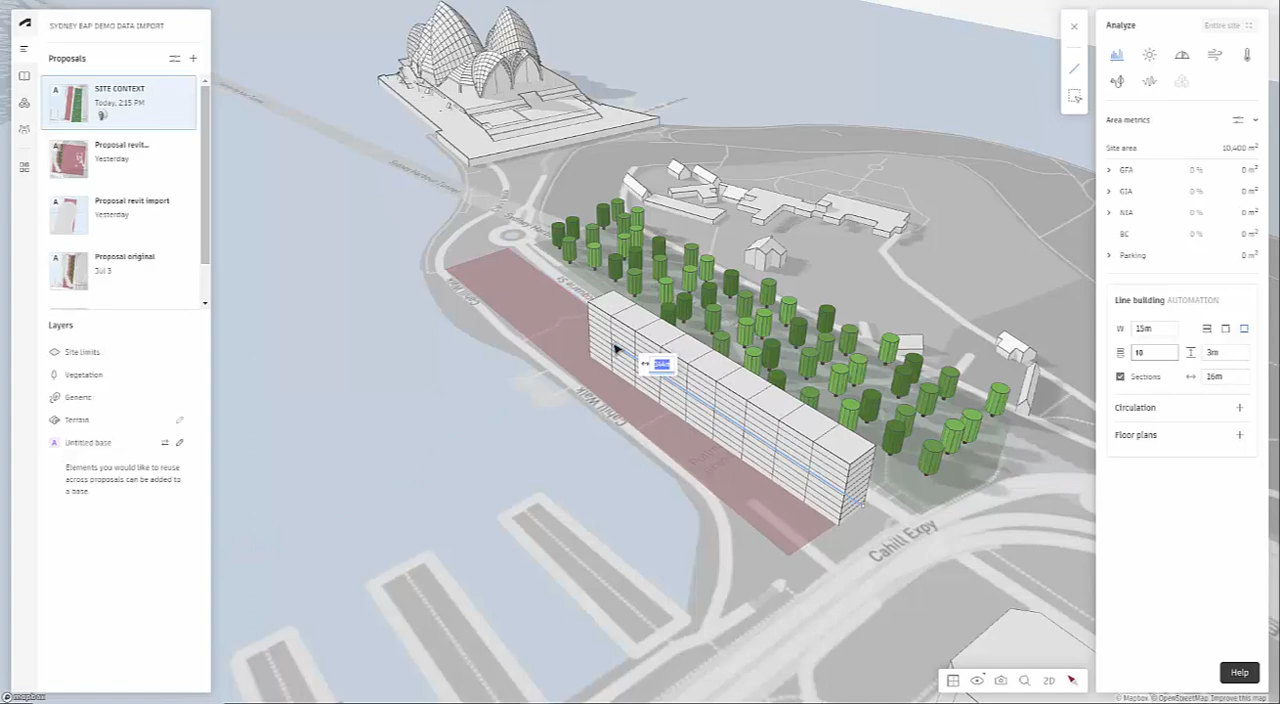 SYDNEY EAP DEMO DATA IMPORT
Proposals
A
SITE CONTEXT
Today, 2:15 PM
A
Proposal revit...
Yesterday
A
Proposal revit import
Yesterday
A
Proposal original
Jul 3
Layers
Site limits
Vegetation
Generic
Terrain
A Untitled base
Elements you would like to reuse
across proposals can be added to
a base.
Cahill Walk
Cahill Expy
Analyze
Entire site
Area metrics
Site area 10,400 m²
GFA 0 % 0 m²
GIA 0 % 0 m²
NIA 0 % 0 m²
BC 0 % 0 m²
Parking 0 m²
Line building AUTOMATION
W 15m
10 3m
Sections 16m
Circulation
Floor plans
2D
Help
mapbox
© Mapbox © OpenStreetMap Improve this map